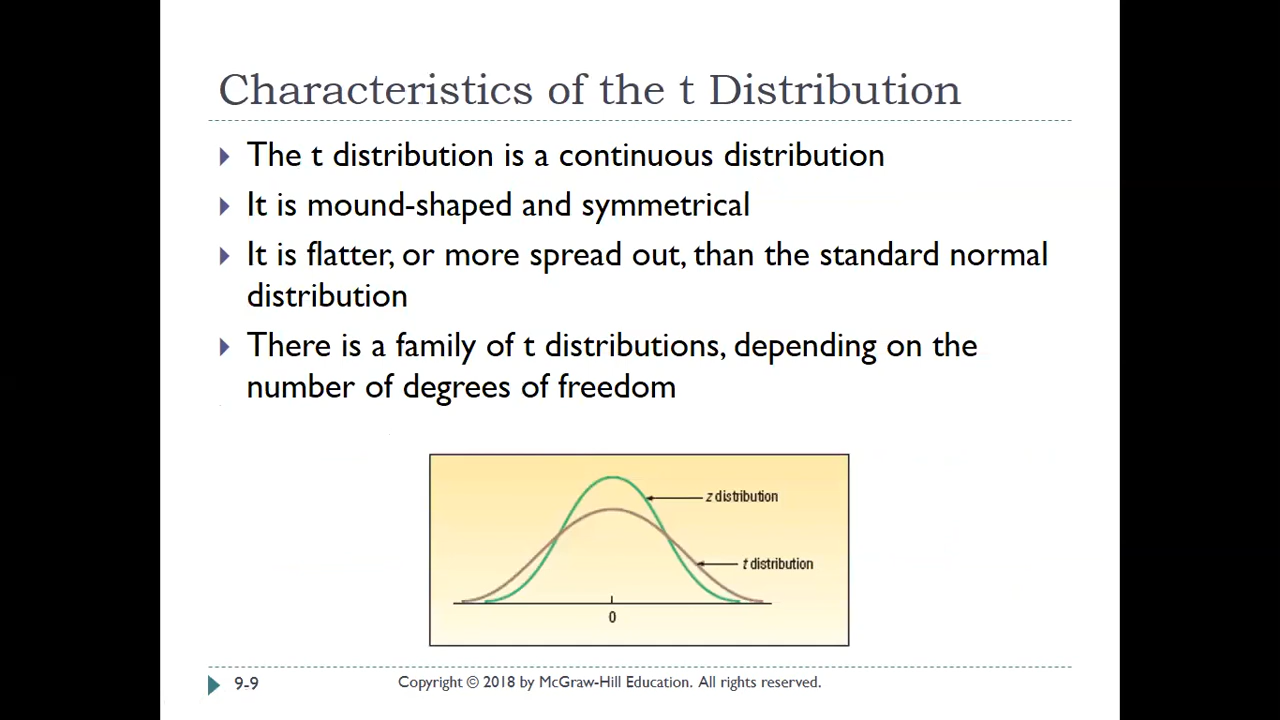 Characteristics of the t Distribution
The t distribution is a continuous distribution
It is mound-shaped and symmetrical
It is flatter, or more spread out, than the standard normal
distribution
There is a family of t distributions, depending on the
number of degrees of freedom
z distribution
t distribution
0
9-9
Copyright © 2018 by McGraw-Hill Education. All rights reserved.